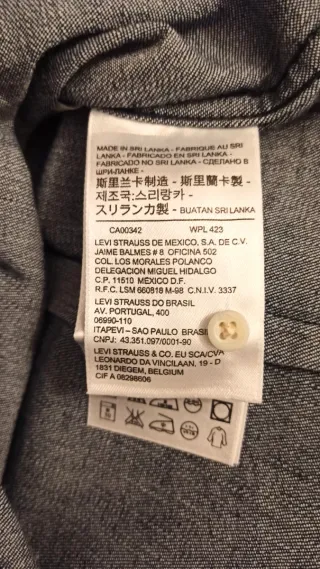 MADE IN SRI LANKA - FABRIQUE AU SRI
LANKA - FABRICADO EN SRI LANKA -
FABRICADO NO SRI LANKA - СДЕЛАНО В
ШРИ-ЛАНКЕ -
斯里兰卡制造 - 斯里蘭卡製 -
제조국:스리랑카 -
スリランカ製 - BUATAN SRI LANKA
CA00342 WPL 423
LEVI STRAUSS DE MEXICO, S.A. DE C.V.
JAIME BALMES # 8 OFICINA 502
COL. LOS MORALES POLANCO
DELEGACION MIGUEL HIDALGO
C.P. 11510 MEXICO D.F.
R.F.C. LSM 660818 M-98 C.N.I.V. 3337
LEVI STRAUSS DO BRASIL
AV. PORTUGAL, 400
06990-110
ITAPEVI – SAO PAULO BRASIL
CNPJ: 43.351.097/0001-90
LEVI STRAUSS & CO. EU SCA/CVA
LEONARDO DA VINCILAAN, 19 - D
1831 DIEGEM, BELGIUM
CIF A 08298606